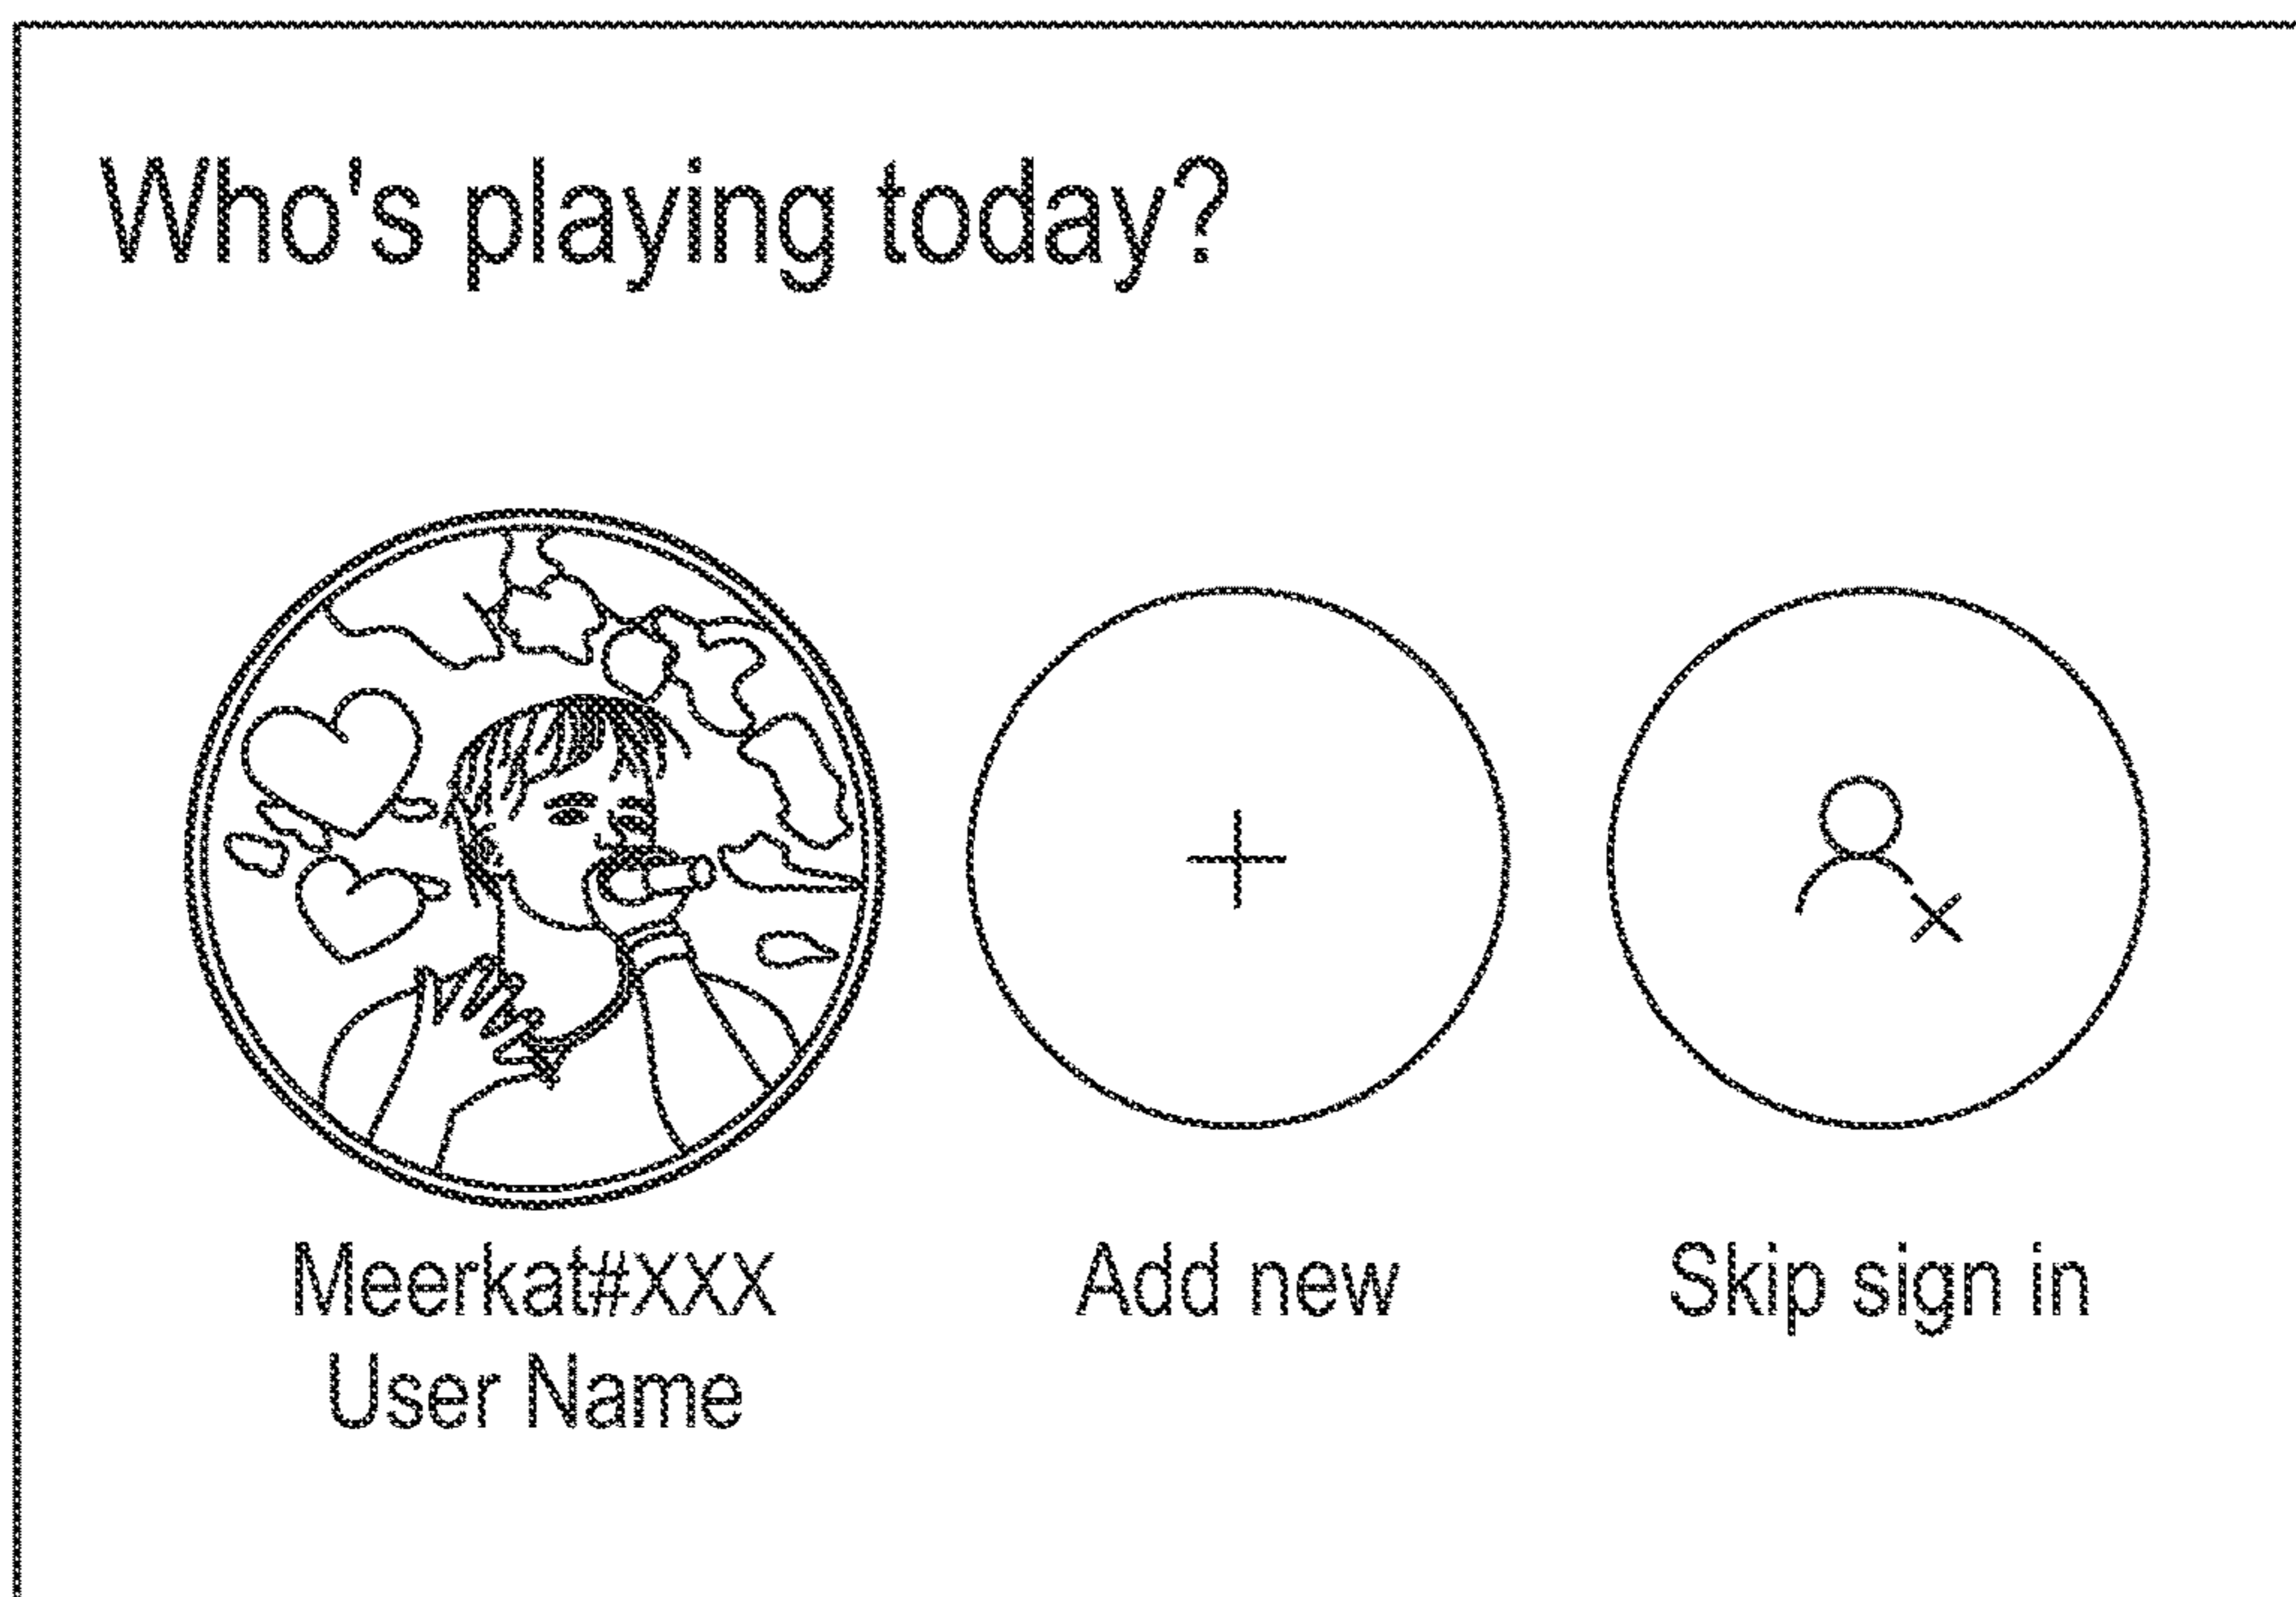 Who's playing today?
Meerkat#XXX
User Name
Add new
Skip sign in